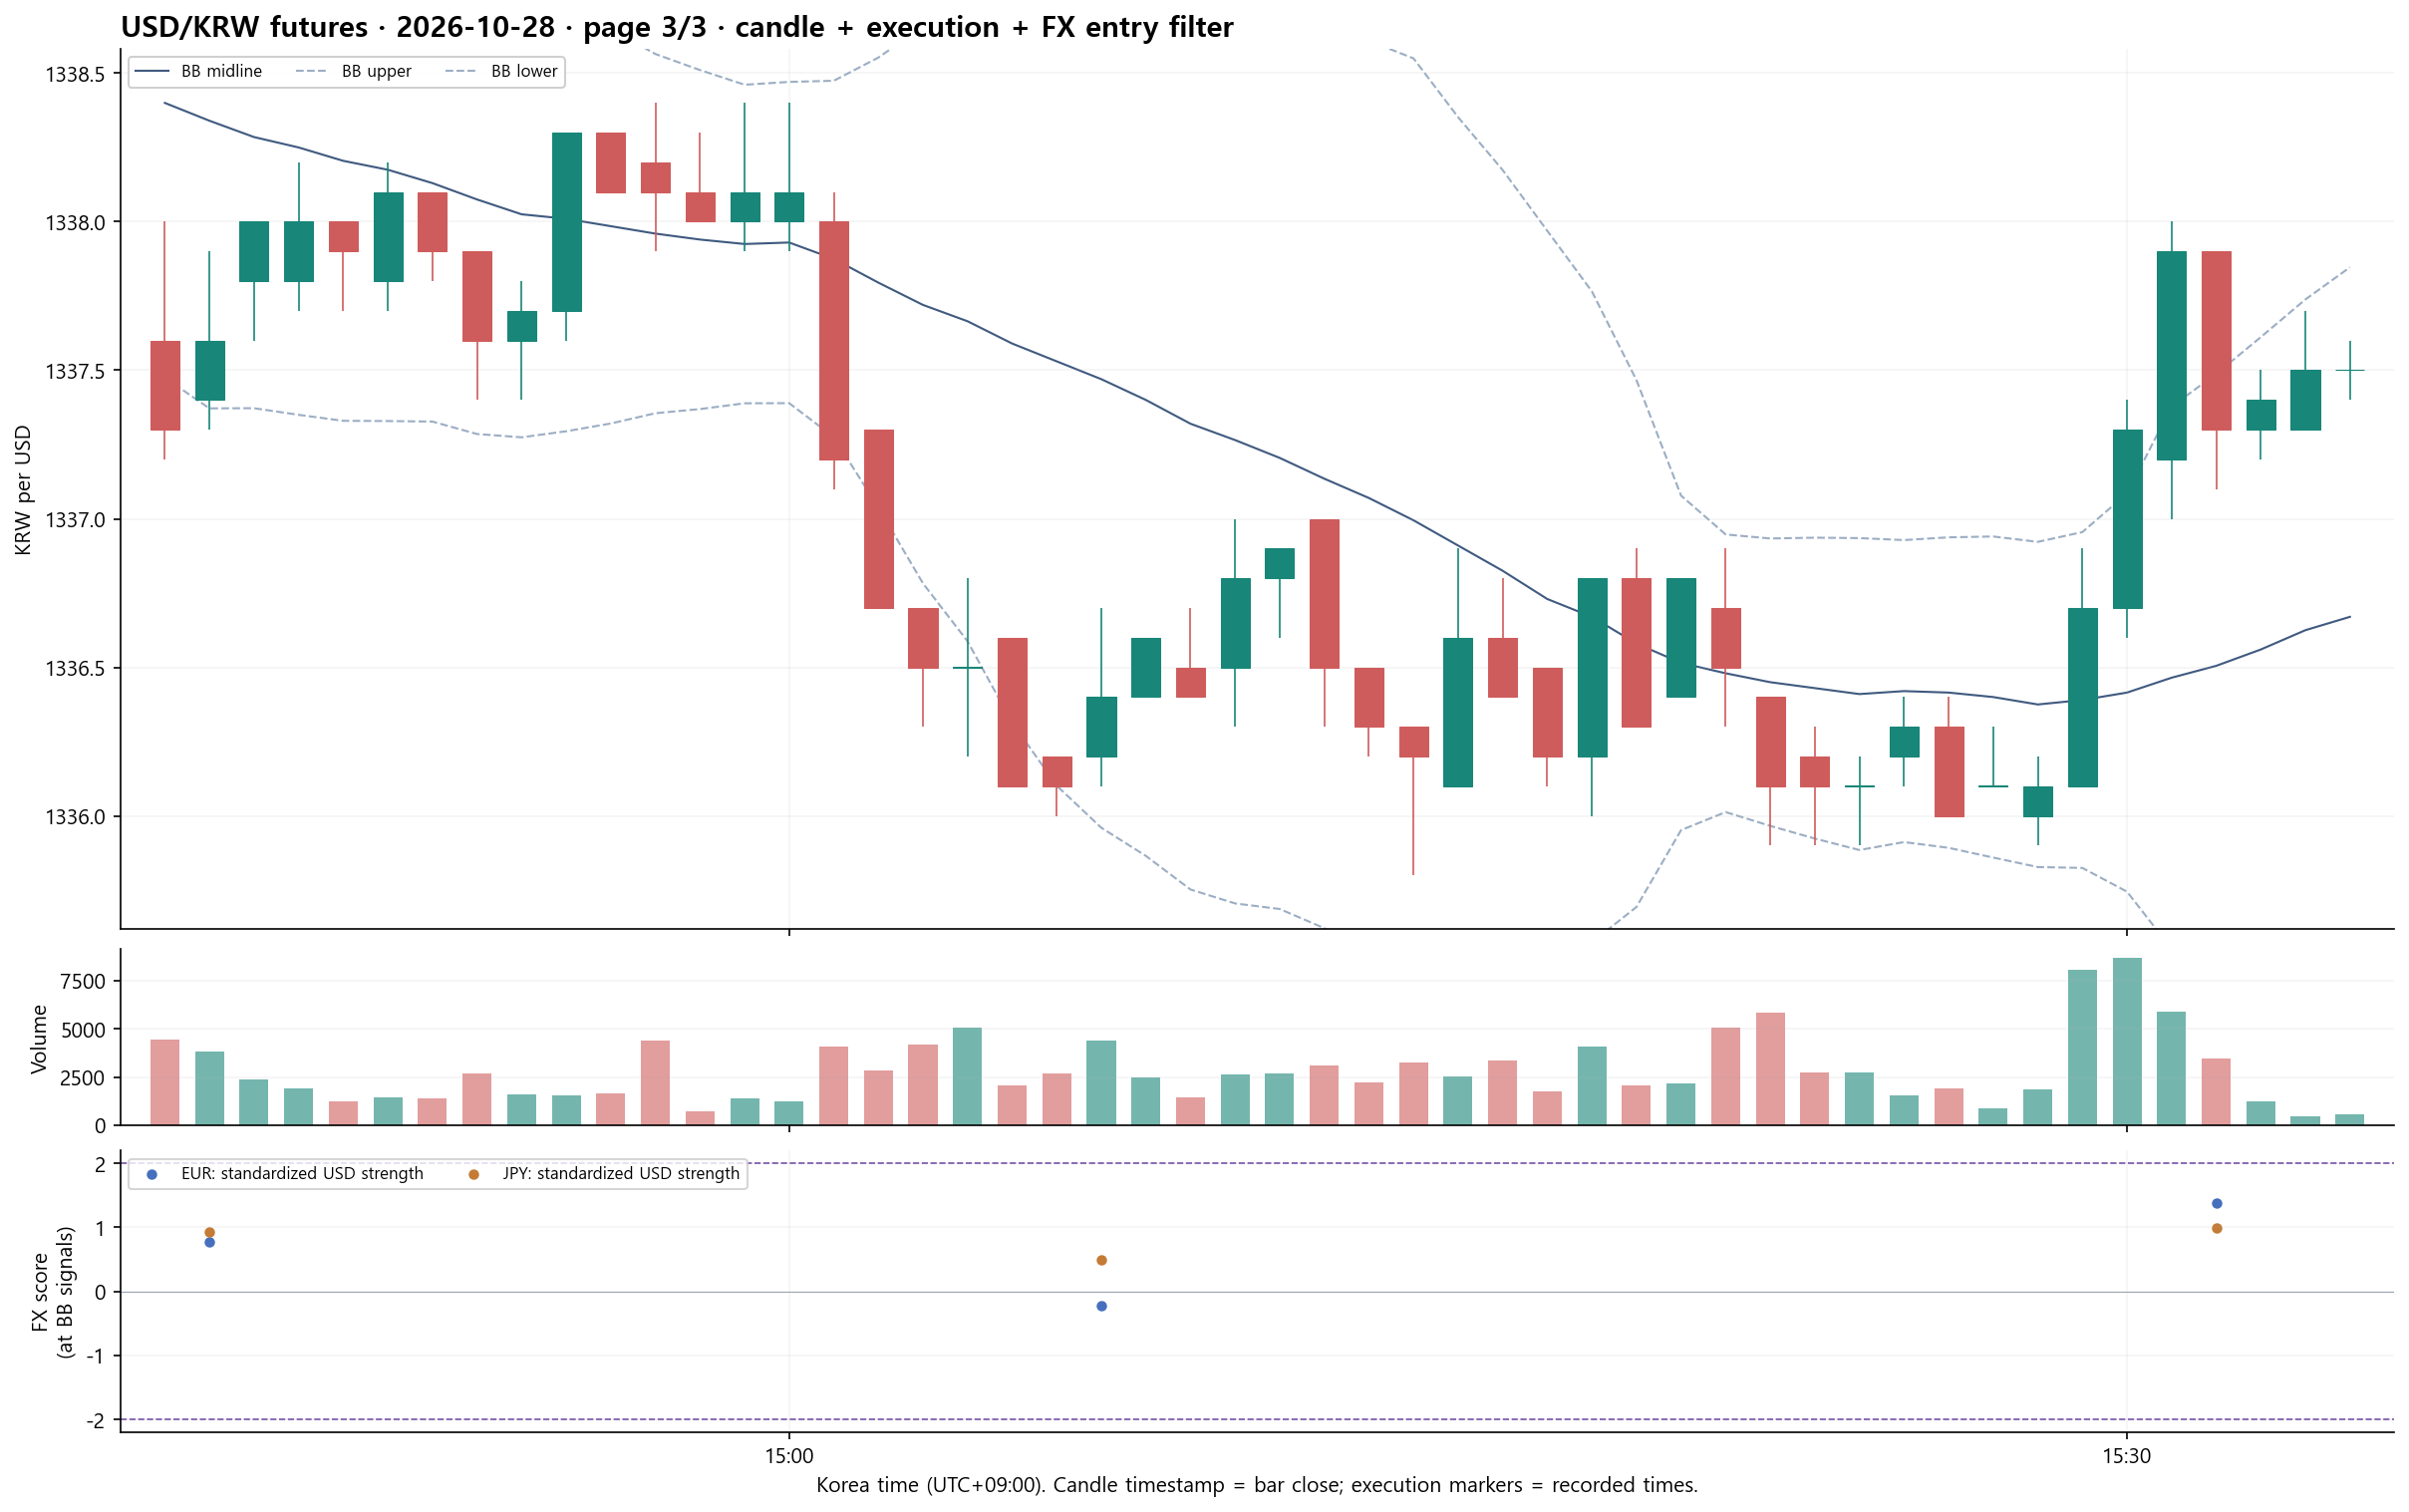 USD/KRW futures · 2026-10-28 · page 3/3 · candle + execution + FX entry filter
BB midline
BB upper
BB lower
1338.5
1338.0
1337.5
1337.0
1336.5
1336.0
KRW per USD
7500
5000
2500
0
Volume
EUR: standardized USD strength
JPY: standardized USD strength
2
1
0
-1
-2
FX score
(at BB signals)
15:00
15:30
Korea time (UTC+09:00). Candle timestamp = bar close; execution markers = recorded times.